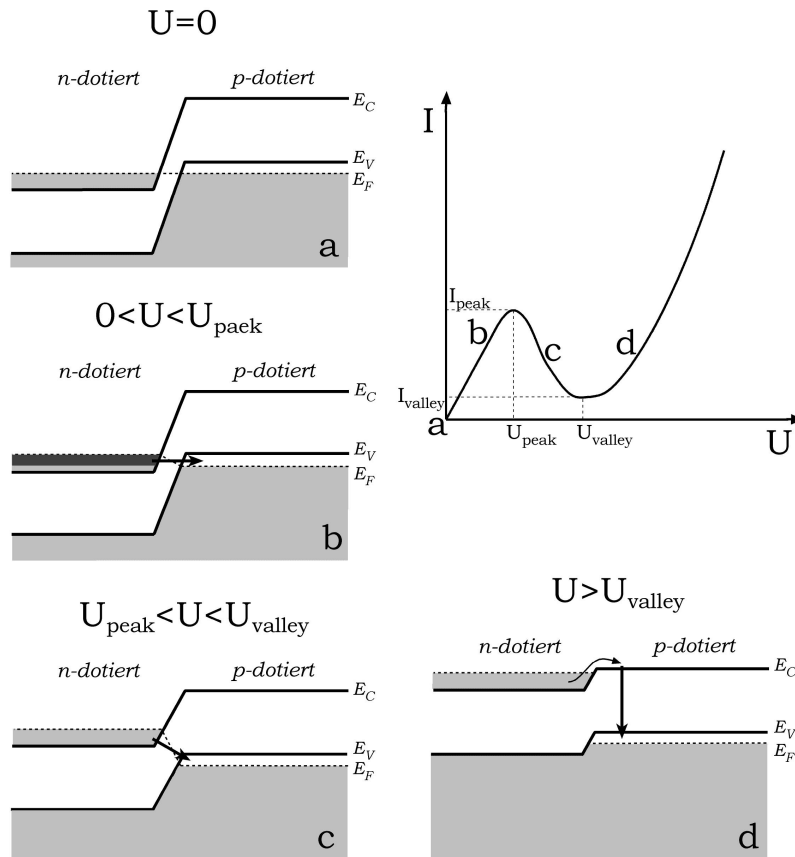 U=0
n-dotiert
p-dotiert
E_C
E_V
E_F
a
I
I_peak
b
c
d
I_valley
a
U_peak
U_valley
U
0<U<U_paek
n-dotiert
p-dotiert
E_C
E_V
E_F
b
U_peak<U<U_valley
n-dotiert
p-dotiert
E_C
E_V
E_F
c
U>U_valley
n-dotiert
p-dotiert
E_C
E_V
E_F
d